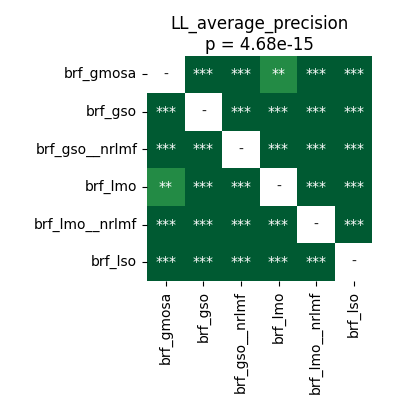 LL_average_precision
p = 4.68e-15
brf_gmosa - *** *** ** *** ***
brf_gso *** - *** *** *** ***
brf_gso__nrlmf *** *** - *** *** ***
brf_lmo ** *** *** - *** ***
brf_lmo__nrlmf *** *** *** *** - ***
brf_lso *** *** *** *** *** -
brf_gmosa
brf_gso
brf_gso__nrlmf
brf_lmo
brf_lmo__nrlmf
brf_lso